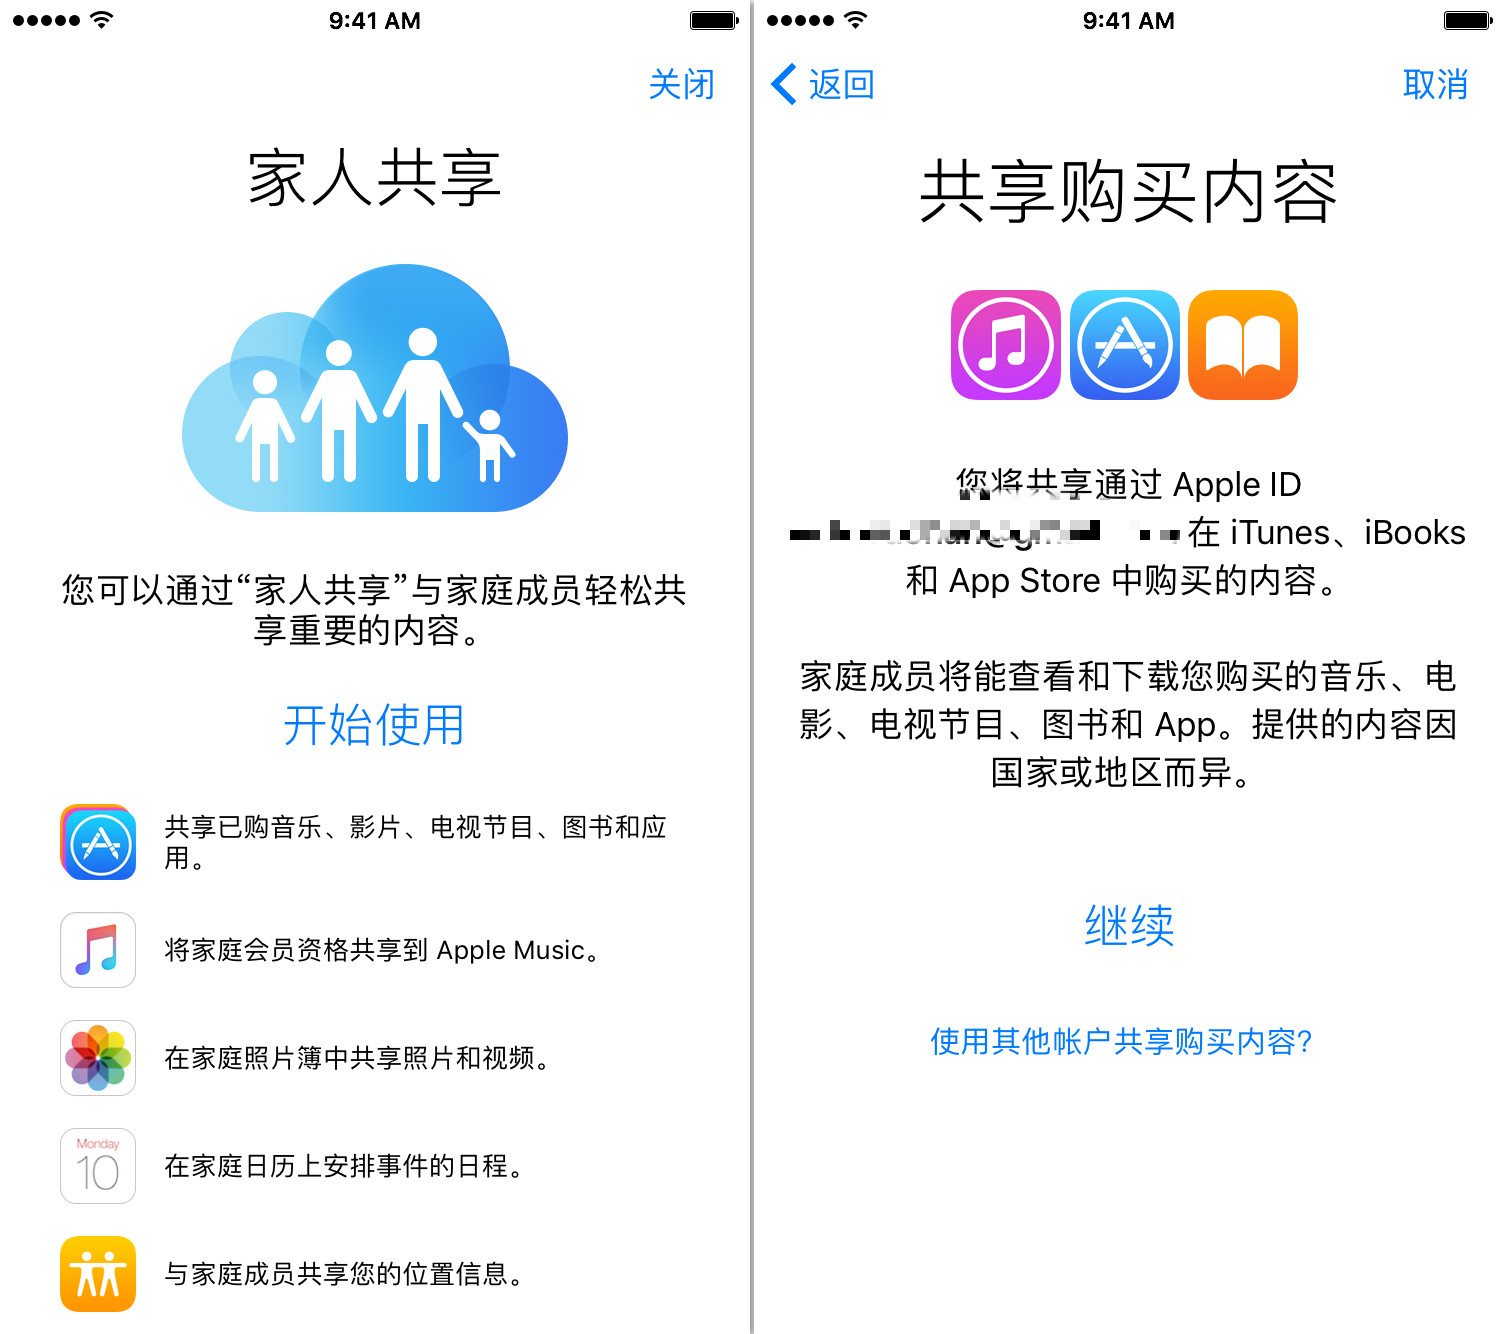 9:41 AM
关闭
家人共享
您可以通过“家人共享”与家庭成员轻松共
享重要的内容。
开始使用
共享已购音乐、影片、电视节目、图书和应
用。
将家庭会员资格共享到 Apple Music。
在家庭照片簿中共享照片和视频。
Monday
10
在家庭日历上安排事件的日程。
与家庭成员共享您的位置信息。
9:41 AM
返回
取消
共享购买内容
您将共享通过 Apple ID
在 iTunes、iBooks
和 App Store 中购买的内容。
家庭成员将能查看和下载您购买的音乐、电
影、电视节目、图书和 App。提供的内容因
国家或地区而异。
继续
使用其他帐户共享购买内容?